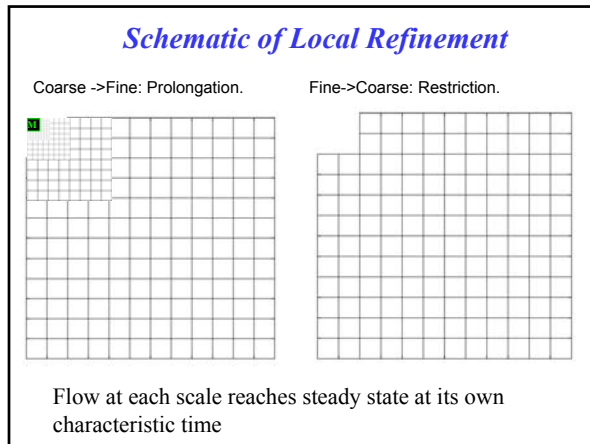 Schematic of Local Refinement
Coarse ->Fine: Prolongation.
Fine->Coarse: Restriction.
M
Flow at each scale reaches steady state at its own
characteristic time